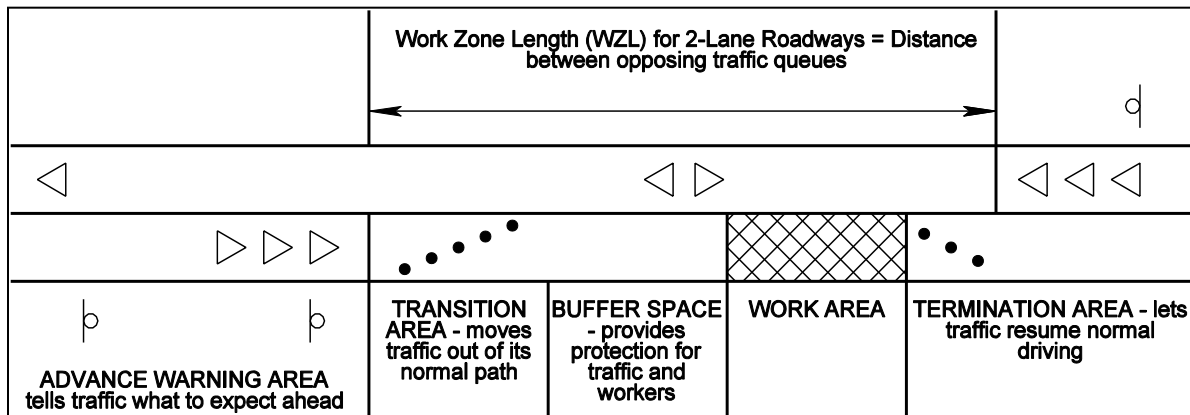 Work Zone Length (WZL) for 2-Lane Roadways = Distance
between opposing traffic queues
TRANSITION
AREA - moves
traffic out of its
normal path
BUFFER SPACE
- provides
protection for
traffic and
workers
WORK AREA
TERMINATION AREA - lets
traffic resume normal
driving
ADVANCE WARNING AREA
tells traffic what to expect ahead